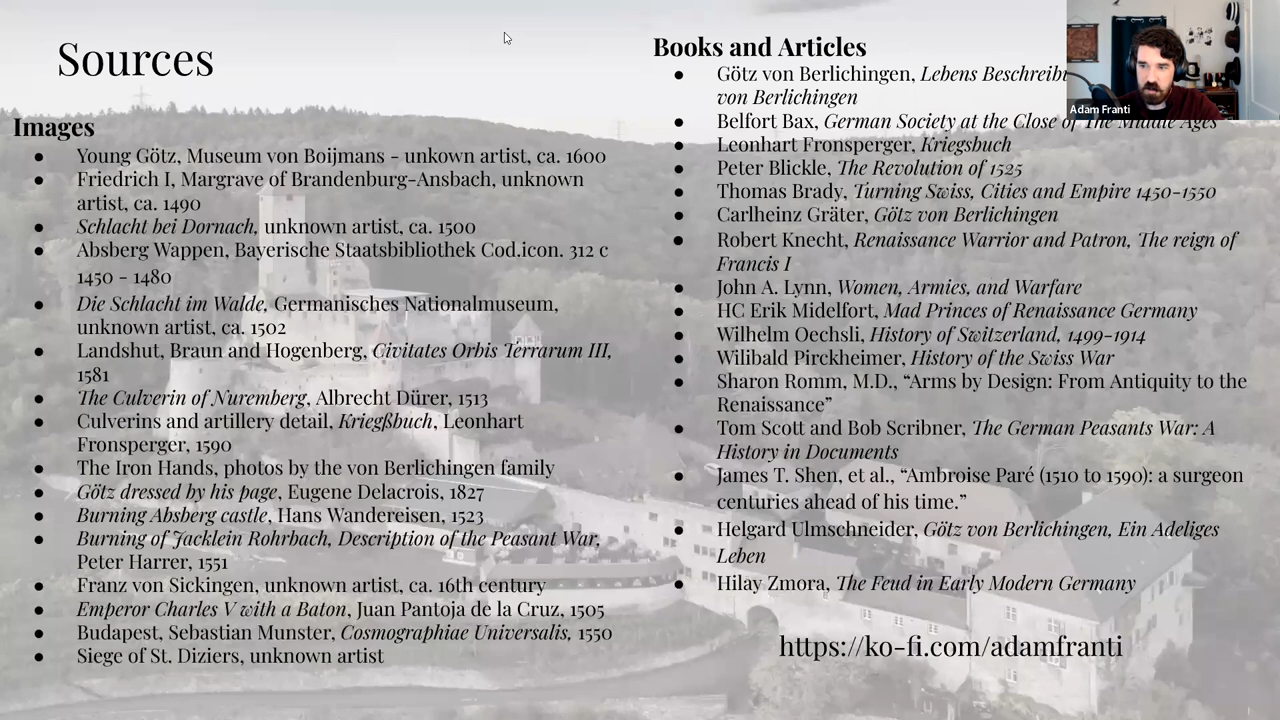 Sources
Images
● Young Götz, Museum von Boijmans - unkown artist, ca. 1600
● Friedrich I, Margrave of Brandenburg-Ansbach, unknown
artist, ca. 1490
● Schlacht bei Dornach, unknown artist, ca. 1500
● Absberg Wappen, Bayerische Staatsbibliothek Cod.icon. 312 c
1450 - 1480
● Die Schlacht im Walde, Germanisches Nationalmuseum,
unknown artist, ca. 1502
● Landshut, Braun and Hogenberg, Civitates Orbis Terrarum III,
1581
● The Culverin of Nuremberg, Albrecht Dürer, 1513
● Culverins and artillery detail, Kriegßbuch, Leonhart
Fronsperger, 1590
● The Iron Hands, photos by the von Berlichingen family
● Götz dressed by his page, Eugene Delacrois, 1827
● Burning Absberg castle, Hans Wandereisen, 1523
● Burning of Jacklein Rohrbach, Description of the Peasant War,
Peter Harrer, 1551
● Franz von Sickingen, unknown artist, ca. 16th century
● Emperor Charles V with a Baton, Juan Pantoja de la Cruz, 1505
● Budapest, Sebastian Munster, Cosmographiae Universalis, 1550
● Siege of St. Diziers, unknown artist
Books and Articles
● Götz von Berlichingen, Lebens
von Berlichingen
● Belfort Bax, German Society at the Close of The Middle Ages
● Leonhart Fronsperger, Kriegsbuch
● Peter Blickle, The Revolution of 1525
● Thomas Brady, Turning Swiss, Cities and Empire 1450-1550
● Carlheinz Gräter, Götz von Berlichingen
● Robert Knecht, Renaissance Warrior and Patron, The reign of
Francis I
● John A. Lynn, Women, Armies, and Warfare
● HC Erik Midelfort, Mad Princes of Renaissance Germany
● Wilhelm Oechsli, History of Switzerland, 1499-1914
● Wilibald Pirckheimer, History of the Swiss War
● Sharon Romm, M.D., “Arms by Design: From Antiquity to the
Renaissance”
● Tom Scott and Bob Scribner, The German Peasants War: A
History in Documents
● James T. Shen, et al., “Ambroise Paré (1510 to 1590): a surgeon
centuries ahead of his time.”
● Helgard Ulmschneider, Götz von Berlichingen, Ein Adeliges
Leben
● Hilay Zmora, The Feud in Early Modern Germany
https://ko-fi.com/adamfranti
Adam Franti